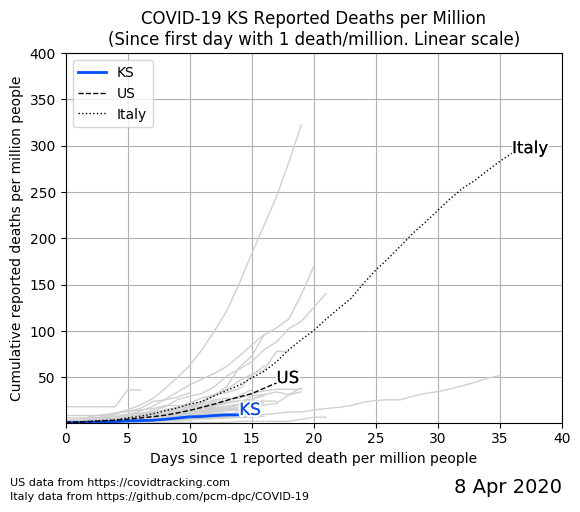 COVID-19 KS Reported Deaths per Million
(Since first day with 1 death/million. Linear scale)
Cumulative reported deaths per million people
400
350
300
250
200
150
100
50
KS
US
Italy
Italy
US
KS
0 5 10 15 20 25 30 35 40
Days since 1 reported death per million people
US data from https://covidtracking.com
Italy data from https://github.com/pcm-dpc/COVID-19
8 Apr 2020